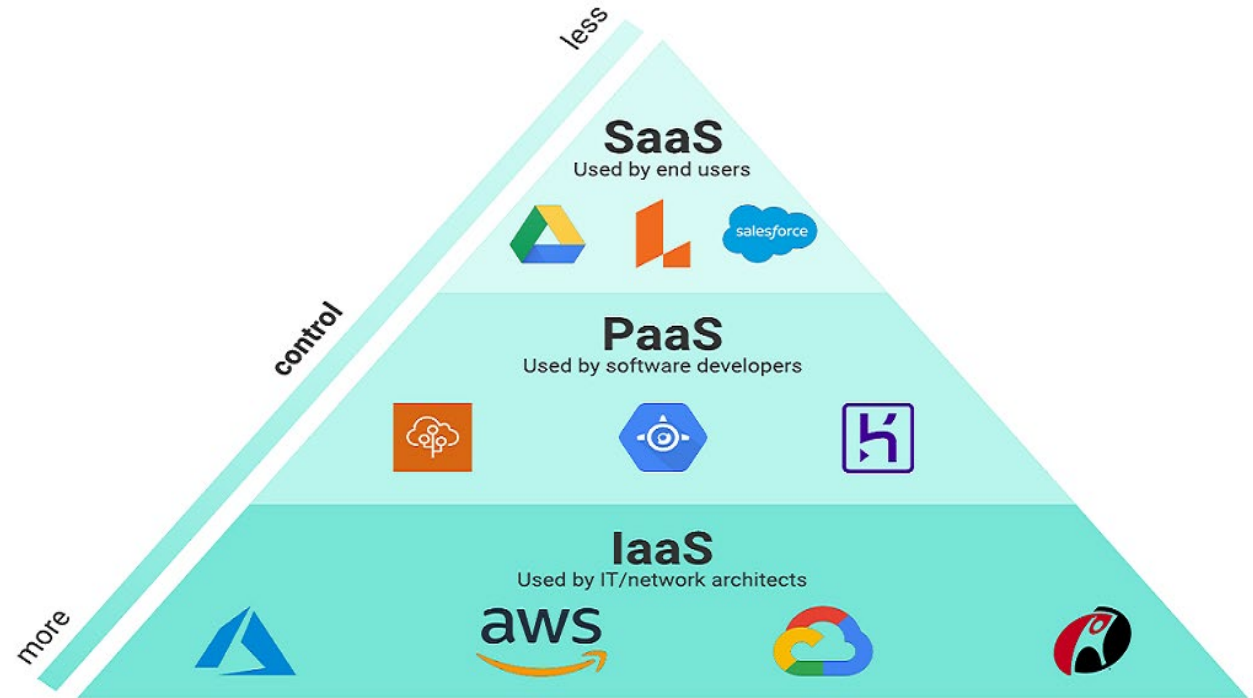 less
SaaS
Used by end users
salesforce
control
PaaS
Used by software developers
IaaS
Used by IT/network architects
more
aws